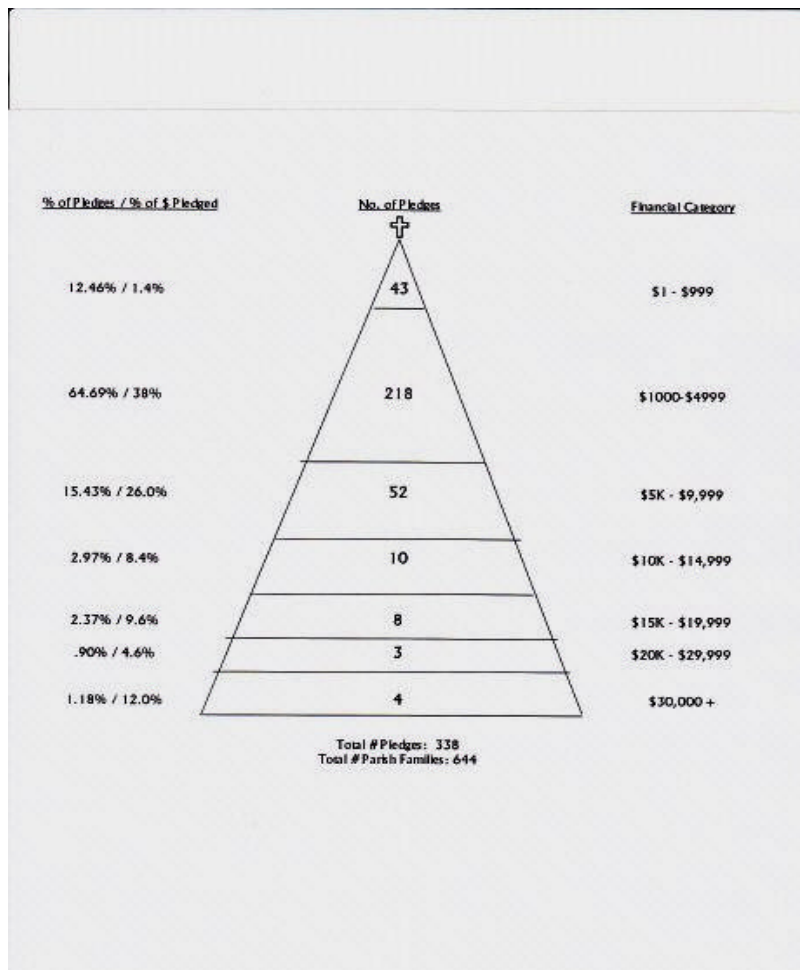 % of Pledges / % of $ Pledged No. of Pledges Financial Category
12.46% / 1.4% 43 $1 - $999
64.69% / 38% 218 $1000-$4999
15.43% / 26.0% 52 $5K - $9,999
2.97% / 8.4% 10 $10K - $14,999
2.37% / 9.6% 8 $15K - $19,999
.90% / 4.6% 3 $20K - $29,999
1.18% / 12.0% 4 $30,000 +
Total # Pledges: 338
Total # Parish Families: 644